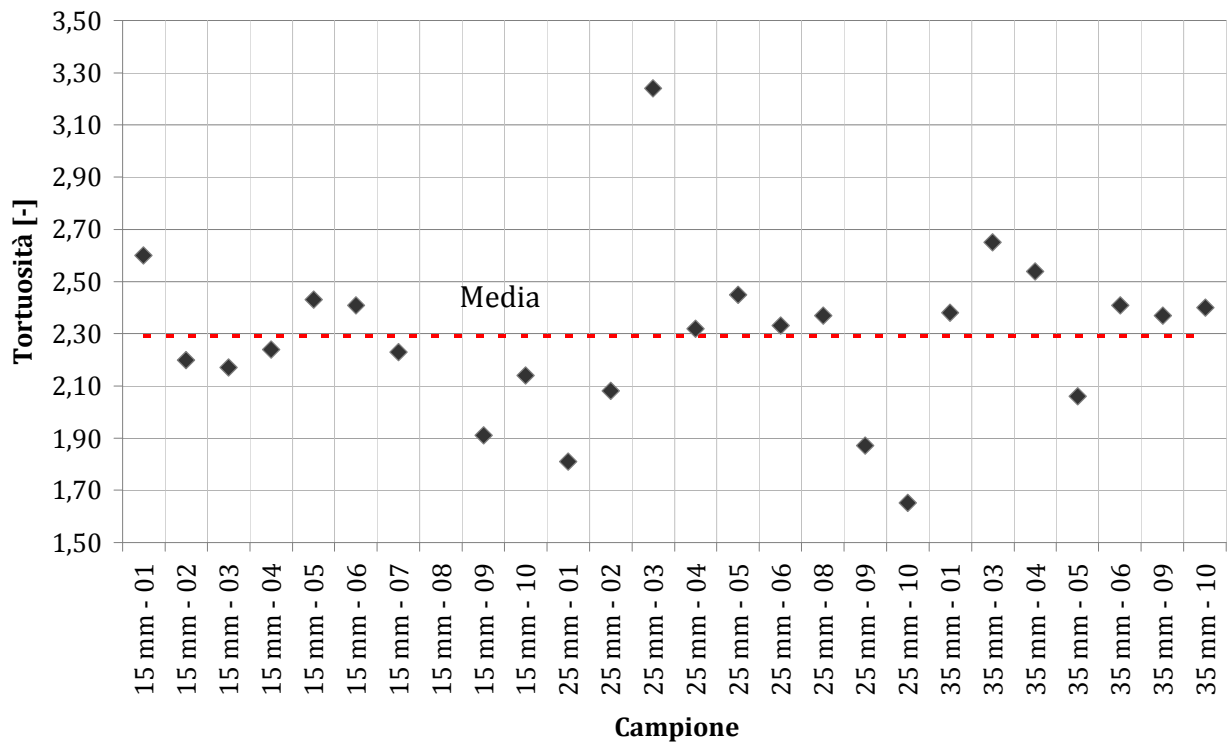 3,50
3,30
3,10
2,90
2,70
2,50
2,30
2,10
1,90
1,70
1,50
Tortuosità [-]
Media
15 mm - 01
15 mm - 02
15 mm - 03
15 mm - 04
15 mm - 05
15 mm - 06
15 mm - 07
15 mm - 08
15 mm - 09
15 mm - 10
25 mm - 01
25 mm - 02
25 mm - 03
25 mm - 04
25 mm - 05
25 mm - 06
25 mm - 08
25 mm - 09
25 mm - 10
35 mm - 01
35 mm - 03
35 mm - 04
35 mm - 05
35 mm - 06
35 mm - 09
35 mm - 10
Campione